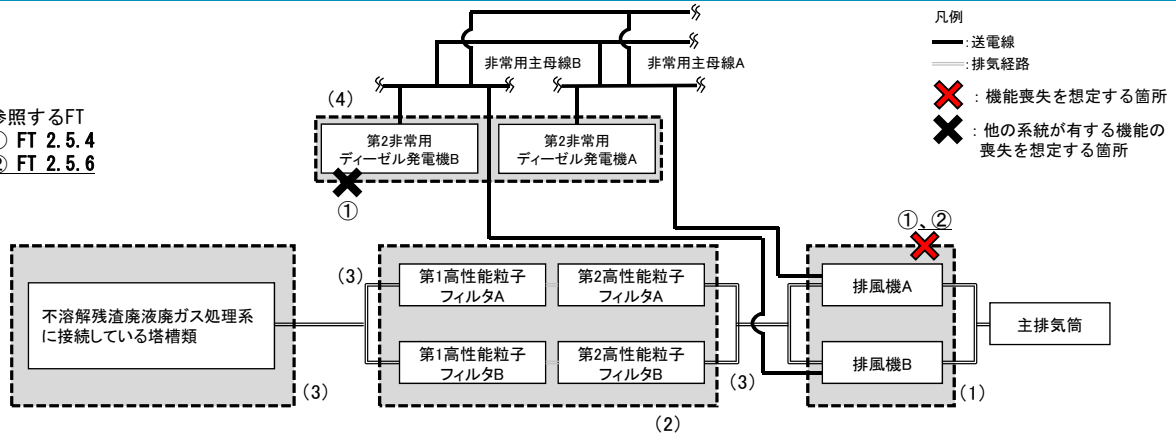 凡例
:送電線
:排気経路
:機能喪失を想定する箇所
:他の系統が有する機能の
喪失を想定する箇所
非常用主母線B
非常用主母線A
参照するFT
① FT 2.5.4
② FT 2.5.6
(4)
第2非常用
ディーゼル発電機B
第2非常用
ディーゼル発電機A
①
①、②
不溶解残渣廃液廃ガス処理系
に接続している塔槽類
(3)
(3)
第1高性能粒子
フィルタA
第2高性能粒子
フィルタA
第1高性能粒子
フィルタB
第2高性能粒子
フィルタB
(3)
(2)
排風機A
排風機B
(1)
主排気筒